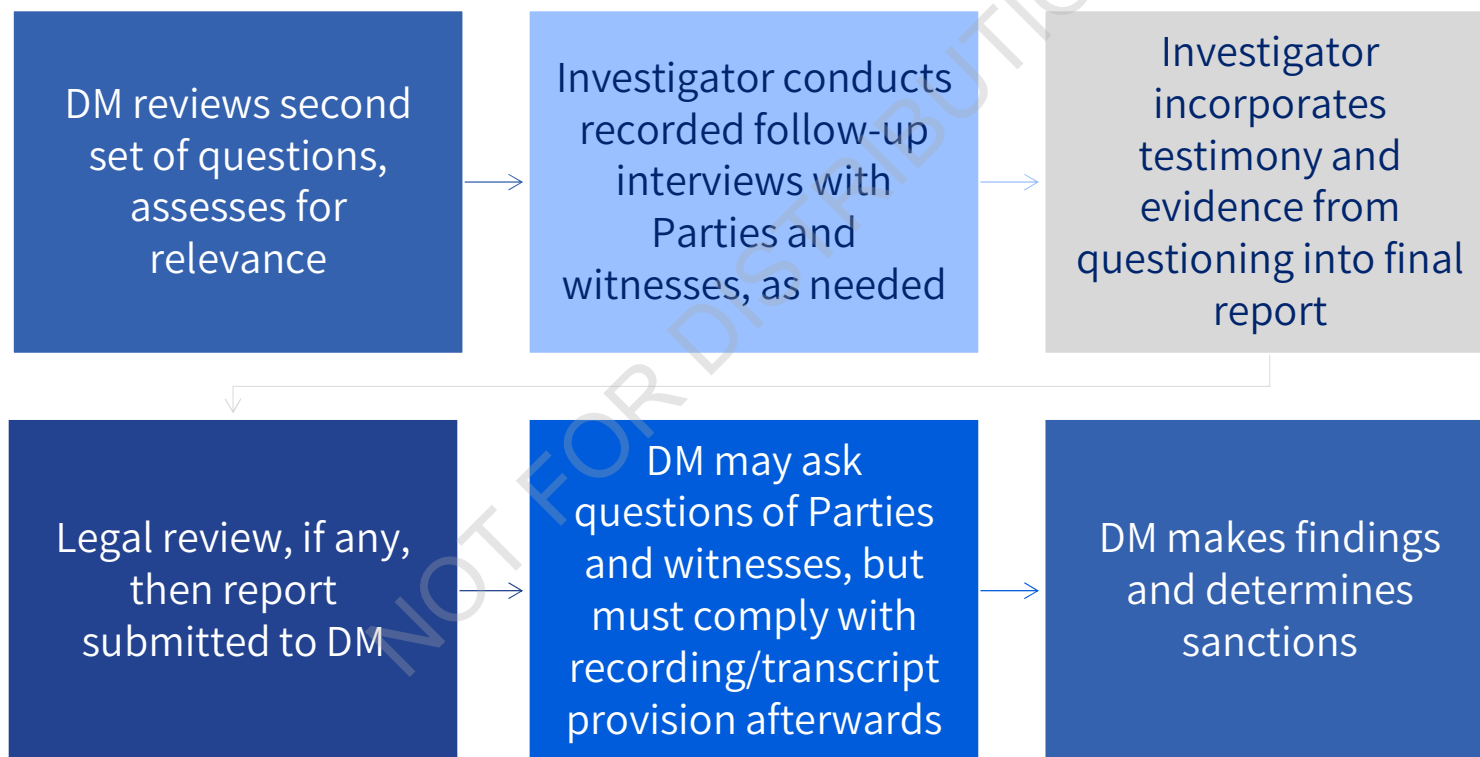 DM reviews second
set of questions,
assesses for
relevance
Investigator conducts
recorded follow-up
interviews with
Parties and
witnesses, as needed
Investigator
incorporates
testimony and
evidence from
questioning into final
report
Legal review, if any,
then report
submitted to DM
DM may ask
questions of Parties
and witnesses, but
must comply with
recording/transcript
provision afterwards
DM makes findings
and determines
sanctions
NOT FOR DISTRIBUTIO